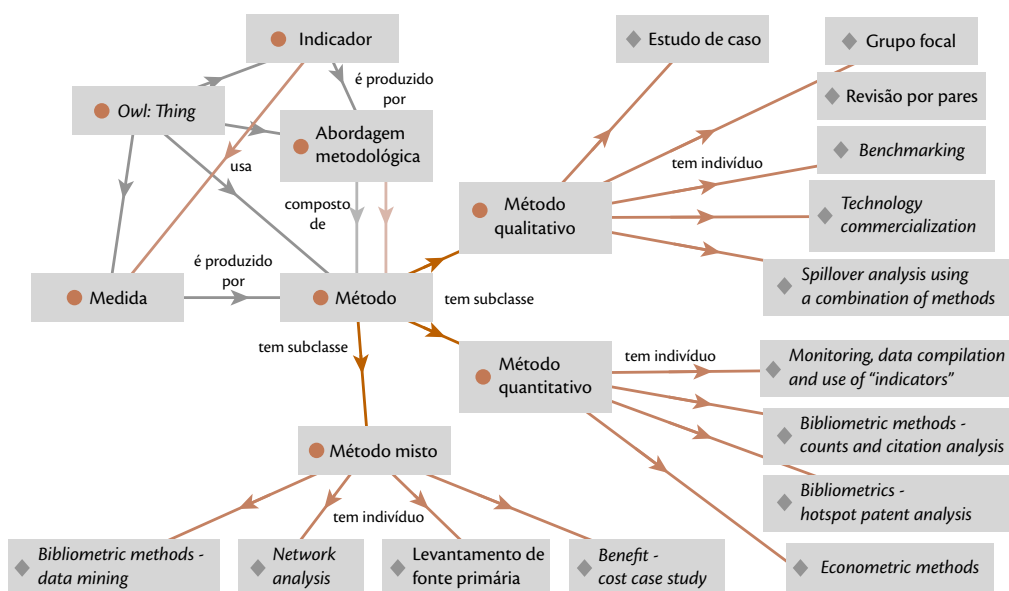 Indicador
Estudo de caso
Grupo focal
é produzido
por
Owl: Thing
Revisão por pares
Abordagem
metodológica
usa
tem indivíduo
Benchmarking
composto
de
Método
qualitativo
Technology
commercialization
é produzido
por
Medida
Método
tem subclasse
Spillover analysis using
a combination of methods
tem subclasse
Método
quantitativo
tem indivíduo
Monitoring, data compilation
and use of “indicators”
Bibliometric methods -
counts and citation analysis
Método misto
Bibliometrics -
hotspot patent analysis
tem indivíduo
Bibliometric methods -
data mining
Network
analysis
Levantamento de
fonte primária
Benefit -
cost case study
Econometric methods